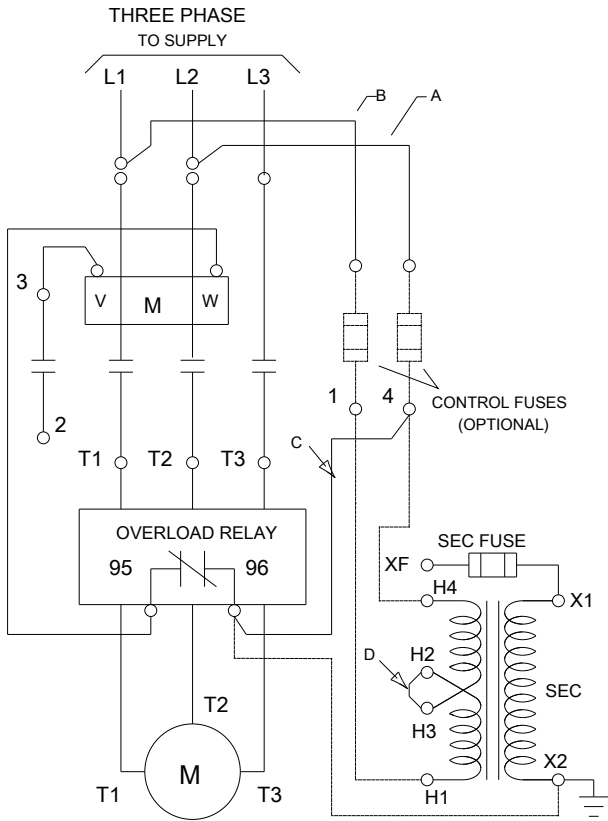 THREE PHASE
TO SUPPLY
L1 L2 L3
B A
3
V M W
1 4
CONTROL FUSES
(OPTIONAL)
2
C
T1 T2 T3
OVERLOAD RELAY
95 96
SEC FUSE
XF
H4 X1
D H2
SEC
H3
T2
X2
M
T1 T3 H1